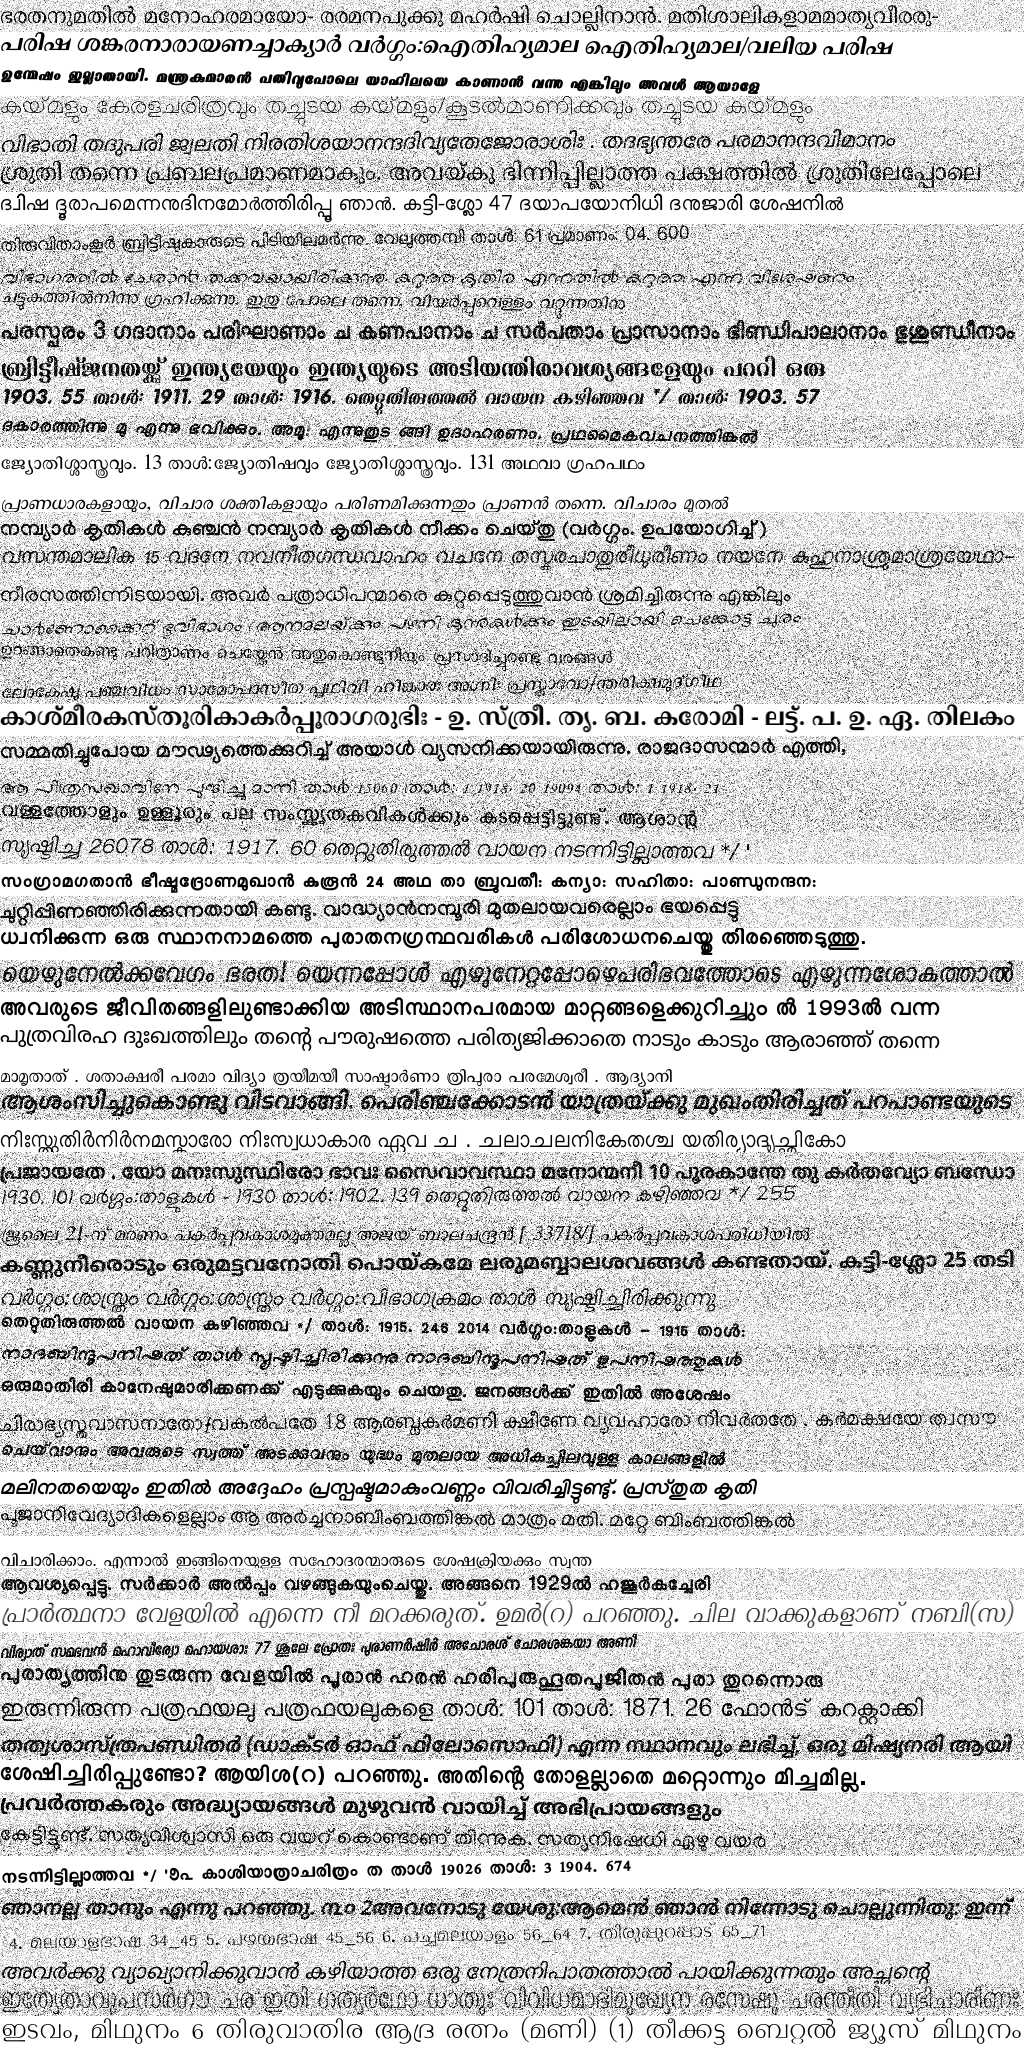 ഭരതനുമതിൽ മനോഹരമായോ- തരമനപുക്കു മഹർഷി ചൊല്ലിനാൻ. മതിശാലികളാമമാത്യവീരരു-
പരിഷ ശങ്കരനാരായണച്ചാക്യാർ വർഗ്ഗം:ഐതിഹ്യമാല ഐതിഹ്യമാല/വലിയ പരിഷ
ഉന്മേഷം ഇല്ലാതായി. മന്ത്രകുമാരൻ പതിവുപോലെ യാഹിലയെ കാണാൻ വന്നു എങ്കിലും അവൾ ആയാളേ
കയ്മളും കേരളചരിത്രവും തച്ചുടയ കയ്മളും/കൂടൽമാണിക്കവും തച്ചുടയ കയ്മളും
വിഭാതി തദുപരി ജ്വലതി നിരതിശയാനന്ദദിവ്യതേജോരാശിഃ . തദഭ്യന്തരേ പരമാനന്ദവിമാനം
ശ്രുതി തന്നെ പ്രബലപ്രമാണമാകും. അവയ്ക്കു ഭിന്നിപ്പില്ലാത്ത പക്ഷത്തിൽ ശ്രുതിലേപ്പോലെ
ദ്വിഷ ദ്ദൂരാപമെന്നനുദിനമോർത്തിരിപ്പൂ ഞാൻ. കട്ടി-ശ്ലോ 47 ദയാപയോനിധി ദനുജാരി ശേഷനിൽ
തിരുവിതാംകൂർ ബ്രിട്ടീഷുകാരുടെ പിടിയിലമർന്നു. വേലുത്തമ്പി താൾ: 61 പ്രമാണം: 04. 600
വിഭാഗത്തിൽ ചേരാൻ തക്കവയായിരിക്കുന്നു. കറുത്ത കുതിര എന്നതിൽ കറുത്ത എന്ന വിശേഷണം
ചട്ടുകത്തിൽനിന്നു ഗ്രഹിക്കുന്നു. ഇതു പോലെ തന്നെ. വിയർപ്പുവെള്ളം വറ്റുന്നതിനു
പരസ്പരം 3 ഗദാനാം പരിഘാണാം ച കണപാനാം ച സർപതാം പ്രാസാനാം ഭിണ്ഡിപാലാനാം ഭുശുണ്ഡീനാം
ബ്രിട്ടീഷ്ജനതയ്ക്ക് ഇന്ത്യയേയും ഇന്ത്യയുടെ അടിയന്തിരാവശ്യങ്ങളേയും പററി ഒരു
1903. 55 താൾ: 1911. 29 താൾ: 1916. തെറ്റുതിരുത്തൽ വായന കഴിഞ്ഞവ */ താൾ: 1903. 57
ദകാരത്തിന്നു മൂ എന്നു ഭവിക്കും. അമൂ: എന്നുതുട ങ്ങി ഉദാഹരണം. പ്രഥമൈകവചനത്തിങ്കൽ
ജ്യോതിശ്ശാസ്ത്രവും. 13 താൾ:ജ്യോതിഷവും ജ്യോതിശ്ശാസ്ത്രവും. 131 അഥവാ ഗ്രഹപഥം
പ്രാണധാരകളായും, വിചാര ശക്തികളായും പരിണമിക്കുന്നതും പ്രാണൻ തന്നെ. വിചാരം മുതൽ
നമ്പ്യാർ കൃതികൾ കുഞ്ചൻ നമ്പ്യാർ കൃതികൾ നീക്കം ചെയ്തു (വർഗ്ഗം. ഉപയോഗിച്ച്)
വസന്തമാലിക 15 വദനേ നവനീതഗന്ധവാഹം വചനേ തസ്കരചാതുരീധുരീണം നയനേ കുഹനാശ്രുമാശ്രയേഥാ-
നീരസത്തിന്നിടയായി. അവർ പത്രാധിപന്മാരെ കുറ്റപ്പെടുത്തുവാൻ ശ്രമിച്ചിരുന്നു എങ്കിലും
ചാർണോക്കൈറ്റ് ഭൂവിഭാഗം (ആനമലയ്ക്കും പഴനി കുന്നുകൾക്കും ഇടയിലായി ചെങ്കോട്ട ചുരം
ഉറങ്ങാതെകണ്ടു പരിത്രാണം ചെയ്തേൻ അതുകൊണ്ടുനിയും പ്രസാദിച്ചുരണ്ടു വരങ്ങൾ
ലോകേഷു പഞ്ചവിധം സാമോപാസീത പൃഥിവീ ഹിങ്കാരഃ അഗ്നിഃ പ്രസ്താവോ/ന്തരിക്ഷമുദ്ഗീഥഃ
കാശ്മീരകസ്തൂരികാകർപ്പൂരാഗരുഭിഃ - ഉ. സ്ത്രീ. തൃ. ബ. കരോമി - ലട്ട്. പ. ഉ. ഏ. തിലകം
സമ്മതിച്ചുപോയ മൗഢ്യത്തെക്കുറിച്ച് അയാൾ വ്യസനിക്കയായിരുന്നു. രാജദാസന്മാർ എത്തി,
ആ പിതൃസഖാവിനേ പൂജിച്ചു മാനി താൾ 15060 താൾ: 1 1918. 20 19094 താൾ: 1 1918. 21
വള്ളത്തോളും ഉള്ളൂരും പല സംസ്കൃതകവികൾക്കും കടപ്പെട്ടിട്ടുണ്ട്. ആശാന്റ
സൃഷ്ടിച്ച 26078 താൾ: 1917. 60 തെറ്റുതിരുത്തൽ വായന നടന്നിട്ടില്ലാത്തവ */ '
സംഗ്രാമഗതാൻ ഭീഷ്മദ്രോണമുഖാൻ കുരൂൻ 24 അഥ താ ബ്രുവതീ: കന്യാ: സഹിതാ: പാണ്ഡുനന്ദന:
ചുറ്റിപ്പിണഞ്ഞിരിക്കുന്നതായി കണ്ടു. വാദ്ധ്യാൻനമ്പൂരി മുതലായവരെല്ലാം ഭയപ്പെട്ടു
ധ്വനിക്കുന്ന ഒരു സ്ഥാനനാമത്തെ പുരാതനഗ്രന്ഥവരികൾ പരിശോധനചെയ്തു തിരഞ്ഞെടുത്തു.
യെഴുനേൽക്കവേഗം ഭരത! യെന്നപ്പോൾ എഴുനേറ്റപ്പോഴെപരിഭവത്തോടെ എഴുന്നശോകത്താൽ
അവരുടെ ജീവിതങ്ങളിലുണ്ടാക്കിയ അടിസ്ഥാനപരമായ മാറ്റങ്ങളെക്കുറിച്ചും ൽ 1993ൽ വന്ന
പുത്രവിരഹ ദുഃഖത്തിലും തന്റെ പൗരുഷത്തെ പരിത്യജിക്കാതെ നാടും കാടും ആരാഞ്ഞ് തന്നെ
മാമൃതാത് . ശതാക്ഷരീ പരമാ വിദ്യാ ത്രയീമയീ സാഷ്ടാർണാ ത്രിപുരാ പരമേശ്വരീ . ആദ്യാനി
ആശംസിച്ചുകൊണ്ടു വിടവാങ്ങി. പെരിഞ്ചക്കോടൻ യാത്രയ്ക്കു മുഖംതിരിച്ചത് പറപാണ്ടയുടെ
നിഃസ്തുതിർനിർനമസ്കാരോ നിഃസ്വധാകാര ഏവ ച . ചലാചലനികേതശ്ച യതിര്യാദൃച്ഛികോ
പ്രജായതേ . യോ മനഃസുസ്ഥിരോ ഭാവഃ സൈവാവസ്ഥാ മനോന്മനീ 10 പൂരകാന്തേ തു കർതവ്യോ ബന്ധോ
1930. 101 വർഗ്ഗം:താളുകൾ - 1930 താൾ: 1902. 139 തെറ്റുതിരുത്തൽ വായന കഴിഞ്ഞവ */ 255
ജൂലൈ 21-ന് മരണം പകർപ്പവകാശമുക്തമല്ല അജയ് ബാലചന്ദ്രൻ [ 33718/] പകർപ്പവകാശപരിധിയിൽ
കണ്ണുനീരൊടും ഒരുമട്ടവനോതി പൊയ്കമേ ലരുമബ്ബാലശവങ്ങൾ കണ്ടതായ്. കുട്ടി-ശ്ലോ 25 തടി
വർഗ്ഗം:ശാസ്ത്രം വർഗ്ഗം:ശാസ്ത്രം വർഗ്ഗം:വിഭാഗക്രമം താൾ സൃഷ്ടിച്ചിരിക്കുന്നു
തെറ്റുതിരുത്തൽ വായന കഴിഞ്ഞവ */ താൾ: 1915. 246 2014 വർഗ്ഗം:താളുകൾ - 1915 താൾ:
നാദബിന്ദൂപനിഷത് താൾ സൃഷ്ടിച്ചിരിക്കുന്നു നാദബിന്ദൂപനിഷത് ഉപനിഷത്തുകൾ
ഒരുമാതിരി കാനേഷുമാരിക്കണക്ക് എടുക്കുകയും ചെയതു. ജനങ്ങൾക്ക് ഇതിൽ അശേഷം
ചിരാഭ്യസ്തവാസനാതോƒവകൽപതേ 18 ആരബ്ധകർമണി ക്ഷീണേ വ്യവഹാരോ നിവർതതേ . കർമക്ഷയേ ത്വസൗ
ചെയ്‌വാനും അവരുടെ സ്വത്ത് അടക്കുവനും യുദ്ധം മുതലായ അധികച്ചിലവുള്ള കാലങ്ങളിൽ
മലിനതയെയും ഇതിൽ അദ്ദേഹം പ്രസ്പഷ്ടമാകുംവണ്ണം വിവരിച്ചിട്ടുണ്ട്. പ്രസ്തുത കൃതി
പൂജാനിവേദ്യാദികളെല്ലാം ആ അർച്ചനാബിംബത്തിങ്കൽ മാത്രം മതി. മറ്റേ ബിംബത്തിങ്കൽ
വിചാരിക്കാം. എന്നാൽ ഇങ്ങിനെയുള്ള സഹോദരന്മാരുടെ ശേഷക്രിയക്കും സ്വന്ത
ആവശ്യപ്പെട്ടു. സർക്കാർ അൽപ്പം വഴങ്ങുകയുംചെയ്തു. അങ്ങനെ 1929ൽ ഹജൂർകച്ചേരി
പ്രാർത്ഥനാ വേളയിൽ എന്നെ നീ മറക്കരുത്. ഉമർ(റ) പറഞ്ഞു. ചില വാക്കുകളാണ് നബി(സ)
വിഖ്യാത് സമഭവൻ മഹാവീര്യോ മഹായശാഃ 77 ശൂലേ പ്രോതഃ പുരാണർഷിർ അചോരശ് ചോരശങ്കയാ അണീ
പുരാതൃത്തിനു തുടരുന്ന വേളയിൽ പൂരാൻ ഹരൻ ഹരിപുരുഹൂതപൂജിതൻ പുരാ തുറന്നൊരു
ഇരുന്നിരുന്ന പത്രഫയലു പത്രഫയലുകളെ താൾ: 101 താൾ: 1871. 26 ഫോൻട് കറക്റ്റാക്കി
തത്വശാസ്ത്രപണ്ഡിതർ (ഡാക്ടർ ഓഫ് ഫിലോസൊഫി) എന്ന സ്ഥാനവും ലഭിച്ച്, ഒരു മിഷ്യനരി ആയി
ശേഷിച്ചിരിപ്പുണ്ടോ? ആയിശ(റ) പറഞ്ഞു. അതിന്റെ തോളല്ലാതെ മറ്റൊന്നും മിച്ചമില്ല.
പ്രവർത്തകരും അദ്ധ്യായങ്ങൾ മുഴുവൻ വായിച്ച് അഭിപ്രായങ്ങളും
കേട്ടിട്ടുണ്ട്. സത്യവിശ്വാസി ഒരു വയറ് കൊണ്ടാണ് തിന്നുക. സത്യനിഷേധി ഏഴു വയര
നടന്നിട്ടില്ലാത്തവ */ കാശിയാത്രാചരിത്രം ത താൾ 19026 താൾ: 3 1904. 674
ഞാനല്ല താനും എന്നു പറഞ്ഞു. ൩൦ 2അവനോടു യേശു:ആമെൻ ഞാൻ നിന്നോടു ചൊല്ലുന്നിതു: ഇന്ന്
4. മലയാളഭാഷ 34_45 5. പഴയഭാഷ 45_56 6. പച്ചമലയാളം 56_64 7. തിരുപ്പുറപ്പാട 65_71
അവർക്കു വ്യാഖ്യാനിക്കുവാൻ കഴിയാത്ത ഒരു നേത്രനിപാതത്താൽ പായിക്കുന്നതും അച്ഛന്റെ
ചര ഇതി ഗത്യർഥോ ധാതുഃ വിവിധമാഭിമുഖ്യേന രസേഷു ചരന്തീതി വ്യഭിചാരിണഃ
ഇടവം, മിഥുനം 6 തിരുവാതിര ആദ്ര രത്നം (മണി) (1) തീക്കട്ട ബെറ്റൽ ജ്യൂസ് മിഥുനം